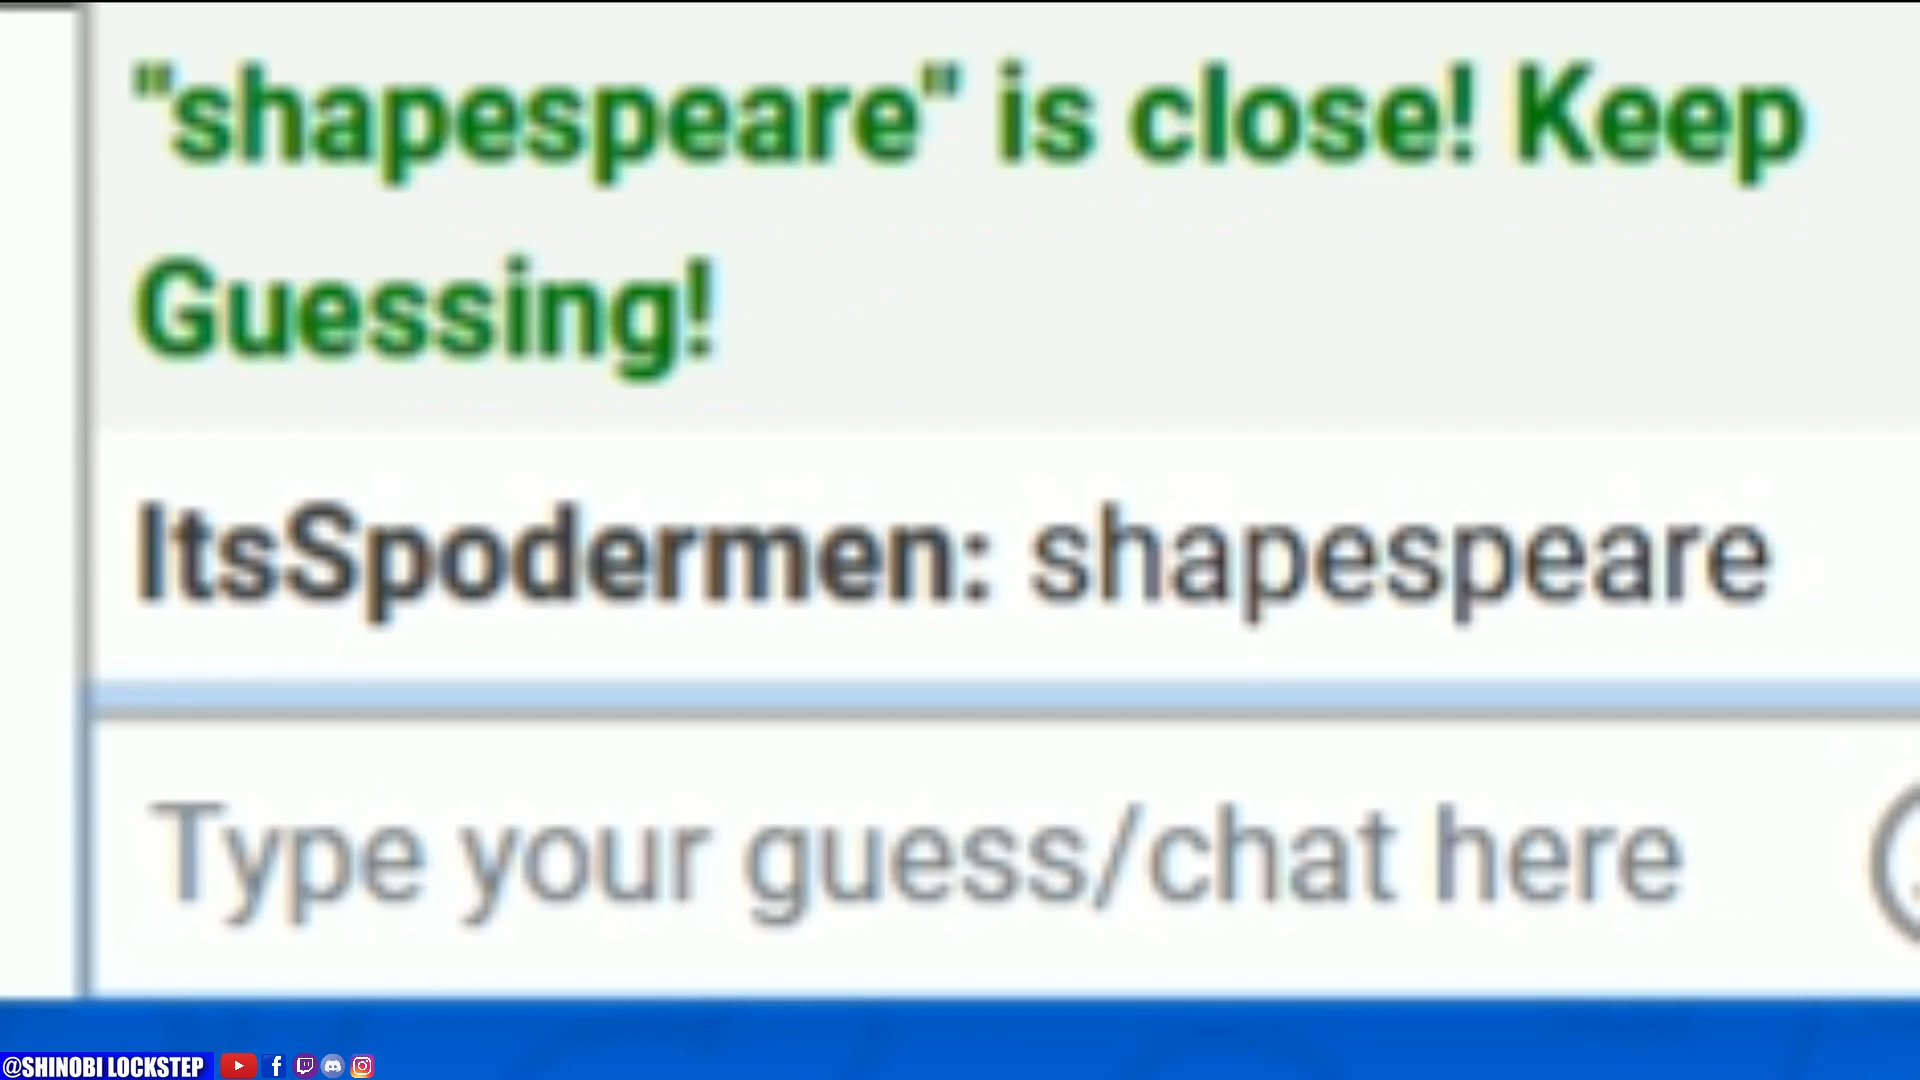 "shapespeare" is close! Keep
Guessing!
ItsSpodermen: shapespeare
Type your guess/chat here
@SHINOBI LOCKSTEP